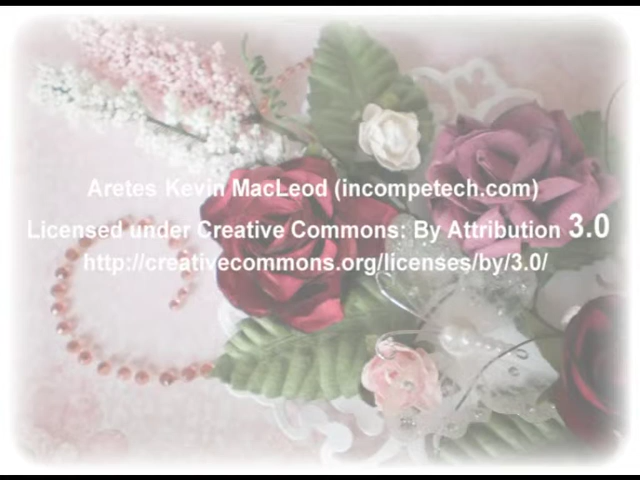 Aretes Kevin MacLeod (incompetech.com)
Licensed under Creative Commons: By Attribution 3.0
http://creativecommons.org/licenses/by/3.0/